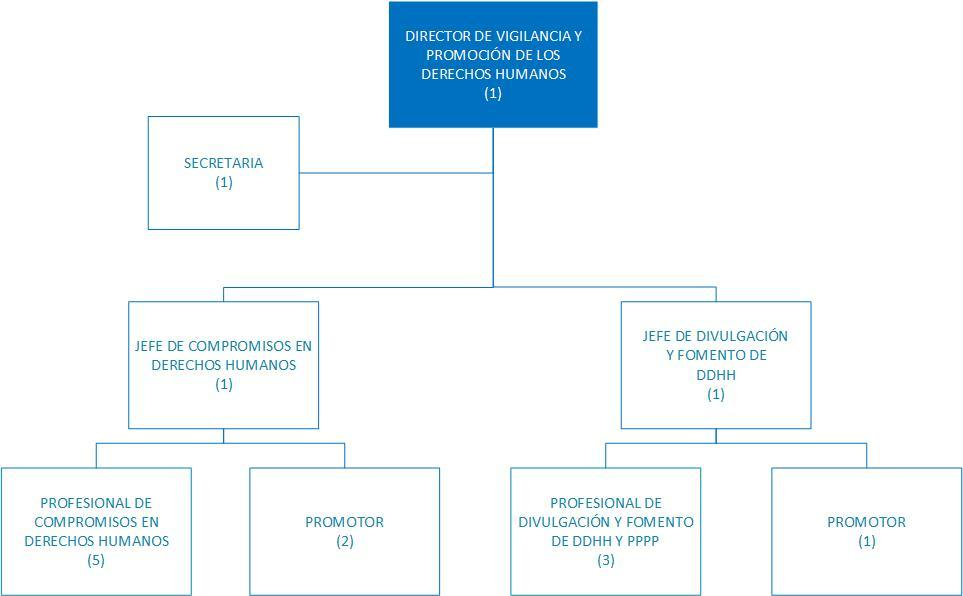 DIRECTOR DE VIGILANCIA Y
PROMOCIÓN DE LOS
DERECHOS HUMANOS
(1)
SECRETARIA
(1)
JEFE DE COMPROMISOS EN
DERECHOS HUMANOS
(1)
JEFE DE DIVULGACIÓN
Y FOMENTO DE
DDHH
(1)
PROFESIONAL DE
COMPROMISOS EN
DERECHOS HUMANOS
(5)
PROMOTOR
(2)
PROFESIONAL DE
DIVULGACIÓN Y FOMENTO
DE DDHH Y PPPP
(3)
PROMOTOR
(1)